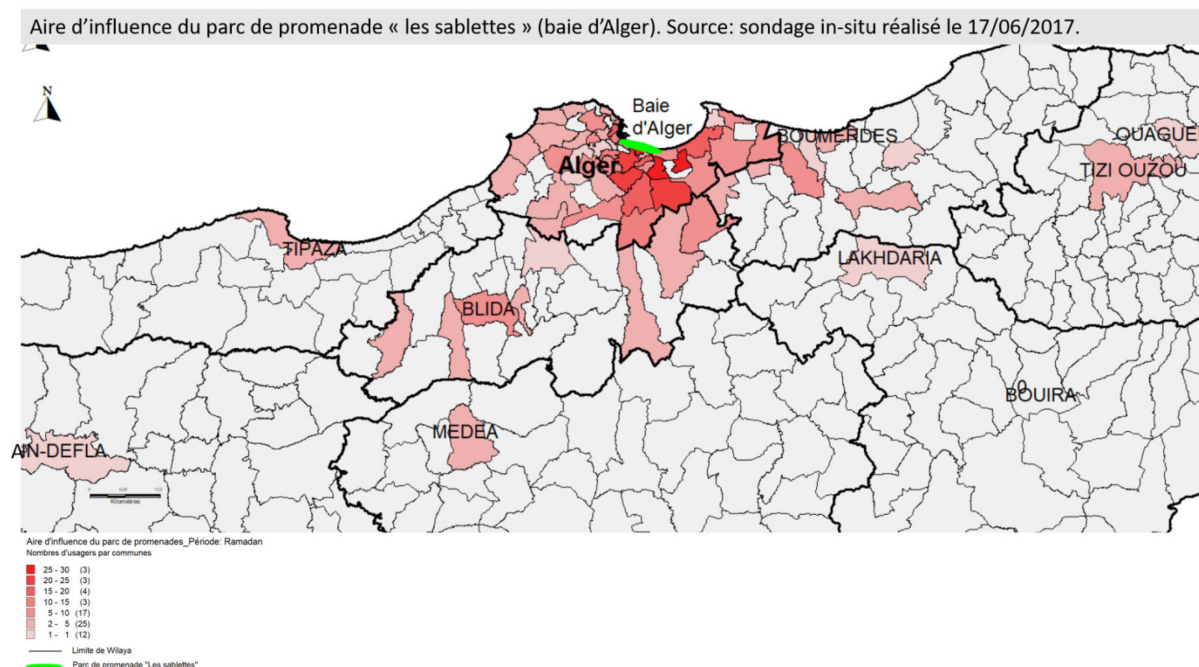 Aire d’influence du parc de promenade « les sablettes » (baie d’Alger). Source: sondage in-situ réalisé le 17/06/2017.
N
Baie
d'Alger
BOUMERDES
OUAGUE
Alger
TIZI OUZOU
TIPAZA
LAKHDARIA
BLIDA
0
BOUIRA
MEDEA
AIN-DEFLA
Kilomètres
Aire d'influence du parc de promenades_Période: Ramadan
Nombres d'usagers par communes
25 - 30 (3)
20 - 25 (3)
15 - 20 (4)
10 - 15 (3)
5 - 10 (17)
2 - 5 (25)
1 - 1 (12)
Limite de Wilaya
Parc de promenade "Les sablettes"